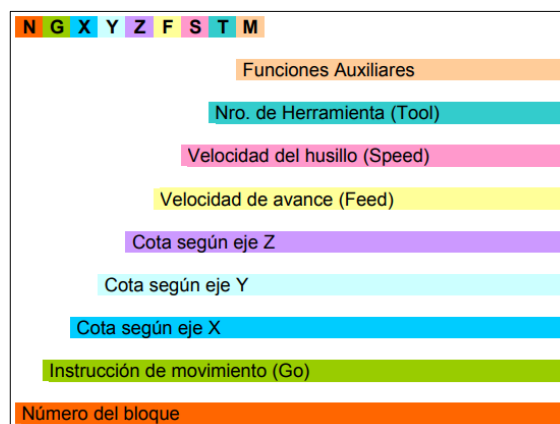 N G X Y Z F S T M
Funciones Auxiliares
Nro. de Herramienta (Tool)
Velocidad del husillo (Speed)
Velocidad de avance (Feed)
Cota según eje Z
Cota según eje Y
Cota según eje X
Instrucción de movimiento (Go)
Número del bloque